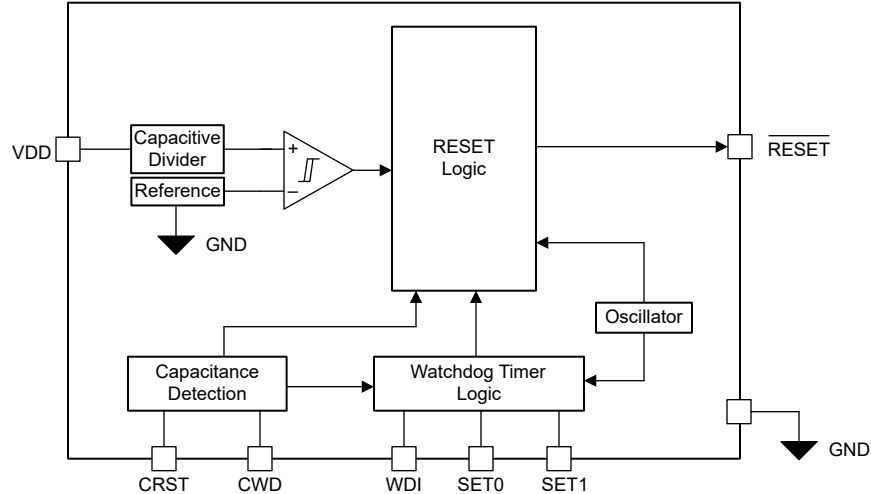 VDD
Capacitive
Divider
Reference
GND
+
−
RESET
Logic
RESET
Oscillator
Capacitance
Detection
Watchdog Timer
Logic
GND
CRST
CWD
WDI
SET0
SET1